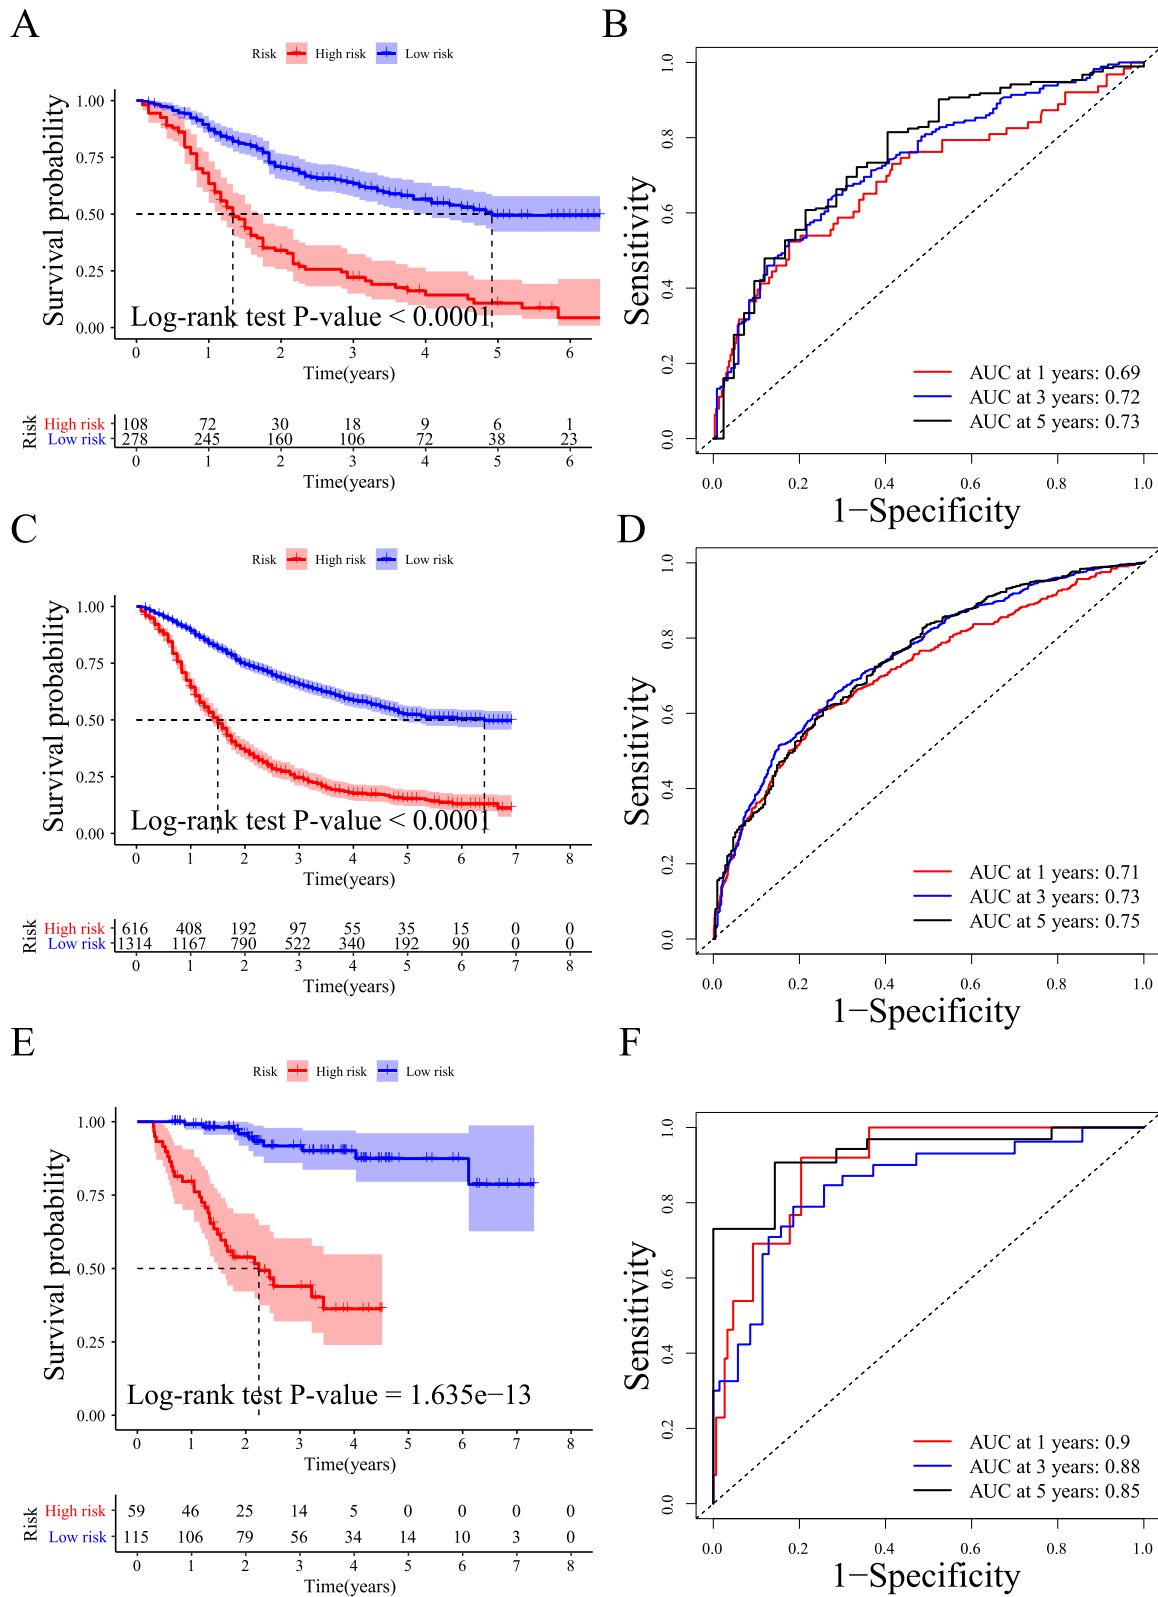 A
Risk High risk Low risk
Survival probability
1.00
0.75
0.50
0.25
0.00
Log-rank test P-value < 0.0001
0 1 2 3 4 5 6
Time(years)
Risk
High risk 108 72 30 18 9 6 1
Low risk 278 245 160 106 72 38 23
0 1 2 3 4 5 6
Time(years)
B
Sensitivity
1.0
0.8
0.6
0.4
0.2
0.0
AUC at 1 years: 0.69
AUC at 3 years: 0.72
AUC at 5 years: 0.73
0.0 0.2 0.4 0.6 0.8 1.0
1−Specificity
C
Risk High risk Low risk
Survival probability
1.00
0.75
0.50
0.25
0.00
Log-rank test P-value < 0.0001
0 1 2 3 4 5 6 7 8
Time(years)
Risk
High risk 616 408 192 97 55 35 15 0 0
Low risk 1314 1167 790 522 340 192 90 0 0
0 1 2 3 4 5 6 7 8
Time(years)
D
Sensitivity
1.0
0.8
0.6
0.4
0.2
0.0
AUC at 1 years: 0.71
AUC at 3 years: 0.73
AUC at 5 years: 0.75
0.0 0.2 0.4 0.6 0.8 1.0
1−Specificity
E
Risk High risk Low risk
Survival probability
1.00
0.75
0.50
0.25
0.00
Log-rank test P-value = 1.635e−13
0 1 2 3 4 5 6 7 8
Time(years)
Risk
High risk 59 46 25 14 5 0 0 0 0
Low risk 115 106 79 56 34 14 10 3 0
0 1 2 3 4 5 6 7 8
Time(years)
F
Sensitivity
1.0
0.8
0.6
0.4
0.2
0.0
AUC at 1 years: 0.9
AUC at 3 years: 0.88
AUC at 5 years: 0.85
0.0 0.2 0.4 0.6 0.8 1.0
1−Specificity